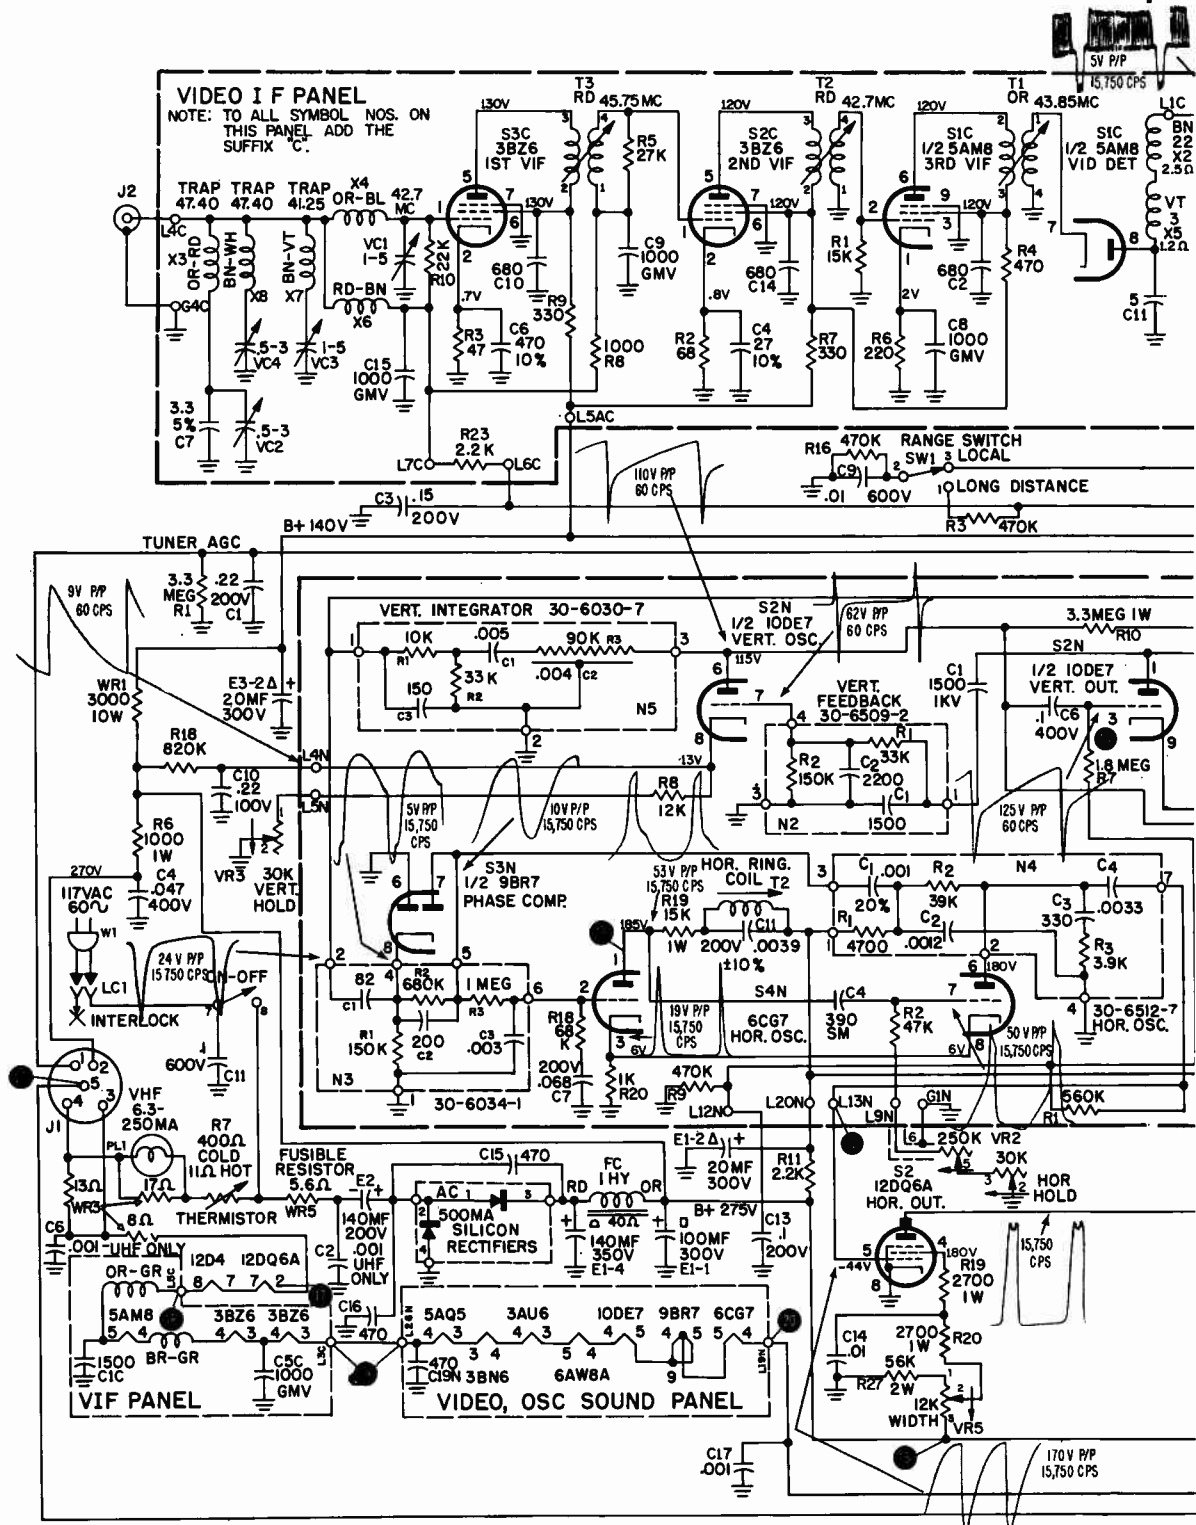 5V P/P
15,750 CPS
VIDEO I F PANEL
NOTE: TO ALL SYMBOL NOS. ON
THIS PANEL ADD THE
SUFFIX "C".
130V
T3
RD
45.75 MC
120V
T2
RD
42.7MC
120V
T1
OR
43.85MC
L1C
BN
22
X2
2.5Ω
S3C
3BZ6
1ST VIF
R5
27K
S2C
3BZ6
2ND VIF
S1C
1/2 5AM8
3RD VIF
S1C
1/2 5AM8
VID DET
VT
3
X5
1.2Ω
J2
TRAP
47.40
TRAP
47.40
TRAP
41.25
X4
OR-BL
42.7
MC
L4C
X3
OR-RD
BN-WH
BN-VT
X8
X7
VC1
1-5
22K
R10
RD-BN
X6
G4C
130V
680
C10
C9
1000
GMV
120V
680
C14
R1
15K
120V
680
C2
R4
470
5
C11
.7V
R9
330
.8V
.2V
R3
47
C6
470
10%
1000
R8
R2
68
C4
27
10%
R7
330
R6
220
C8
1000
GMV
.5-3
VC4
1-5
VC3
C15
1000
GMV
3.3
5%
C7
.5-3
VC2
L5AC
R23
2.2K
L7C
L6C
110V P/P
60 CPS
R16
470K
RANGE SWITCH
SW1
LOCAL
C9
.01
600V
LONG DISTANCE
R3
470K
C3
.15
200V
B+ 140V
TUNER AGC
9V P/P
60 CPS
3.3
MEG
R1
.22
200V
C1
VERT. INTEGRATOR 30-6030-7
10K
R1
.005
C1
90K R3
33K
R2
.004 C2
150
C3
N5
S2N
1/2 10DE7
VERT. OSC.
115V
62V P/P
60 CPS
3.3MEG 1W
R10
C1
1500
1KV
S2N
1/2 10DE7
VERT. OUT.
.1
C6
400V
1.8 MEG
R7
WR1
3000
10W
E3-2Δ
20MF
300V
VERT.
FEEDBACK
30-6509-2
R1
33K
R2
150K
C2
2200
C1
1500
N2
R18
820K
L4N
C10
.22
100V
L5N
13V
R8
12K
125V P/P
60 CPS
R6
1000
1W
5V P/P
15,750
CPS
10V P/P
15,750
CPS
VR3
30K
VERT.
HOLD
270V
C4
.047
400V
117VAC
60
W1
LC1
INTERLOCK
24V P/P
15 750 CPS
ON-OFF
.1
600V
C11
S3N
1/2 9BR7
PHASE COMP.
53V P/P
15,750 CPS
HOR. RING.
COIL T2
185V
R19
15K
1W
C11
200V .0039
±10%
C1
.001
20%
R2
39K
N4
C4
.0033
C3
330
R1
4700
C2
.0012
R3
3.9K
180V
30-6512-7
HOR. OSC.
82
C1
R2
680K
1 MEG
R3
R1
150K
200
C2
C3
.003
N3
30-6034-1
R18
68
K
200V
.068
C7
19V P/P
15,750
CPS
S4N
6CG7
HOR. OSC.
C4
390
SM
R2
47K
50V P/P
15,750 CPS
6V
6V
1K
R20
470K
R9
L12N
L20N
L13N
L9N
G1N
560K
R1
VHF
J1
6.3-
250MA
PL1
R7
400Ω
COLD
11Ω HOT
FUSIBLE
RESISTOR
5.6Ω
WR5
THERMISTOR
13Ω
WR3
17Ω
8Ω
C15
470
E1-2Δ
20MF
300V
R11
2.2K
250K VR2
30K
HOR
HOLD
S2
12DQ6A
HOR. OUT.
E2
140MF
200V
AC 1
500MA
SILICON
RECTIFIERS
FC
1 HY
RD
OR
40Ω
B+ 275V
140MF
350V
E1-4
100MF
300V
E1-1
C13
.1
200V
C6
.001
-UHF ONLY
C2
.001
UHF
ONLY
C16
470
-44V
180V
R19
2700
1W
15,750
CPS
OR-GR
L5C
12D4
12DQ6A
5AM8
BR-GR
3BZ6
3BZ6
1500
C1C
C5C
1000
GMV
L3C
VIF PANEL
L26N
5AQ5
3AU6
10DE7
9BR7
6CG7
470
C19N
3BN6
6AW8A
L19N
VIDEO, OSC SOUND PANEL
C14
.01
2700
1W
R20
56K
R27
2W
12K
WIDTH
VR5
C17
.001
170V P/P
15,750 CPS